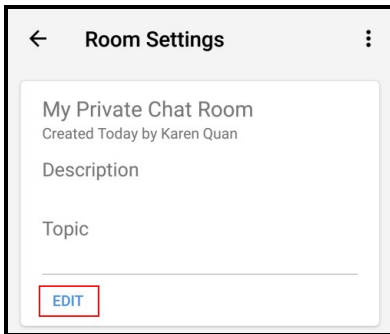 Room Settings
My Private Chat Room
Created Today by Karen Quan
Description
Topic
EDIT